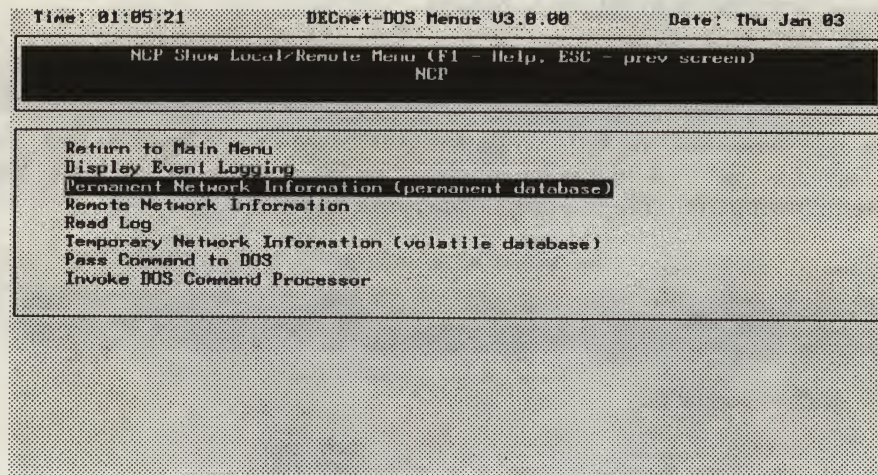 Time: 01:05:21 DECnet-DOS Menus V3.0.00 Date: Thu Jan 03
NCP Show Local/Remote Menu (F1 - Help, ESC - prev screen)
NCP
Return to Main Menu
Display Event Logging
Permanent Network Information (permanent database)
Remote Network Information
Read Log
Temporary Network Information (volatile database)
Pass Command to DOS
Invoke DOS Command Processor